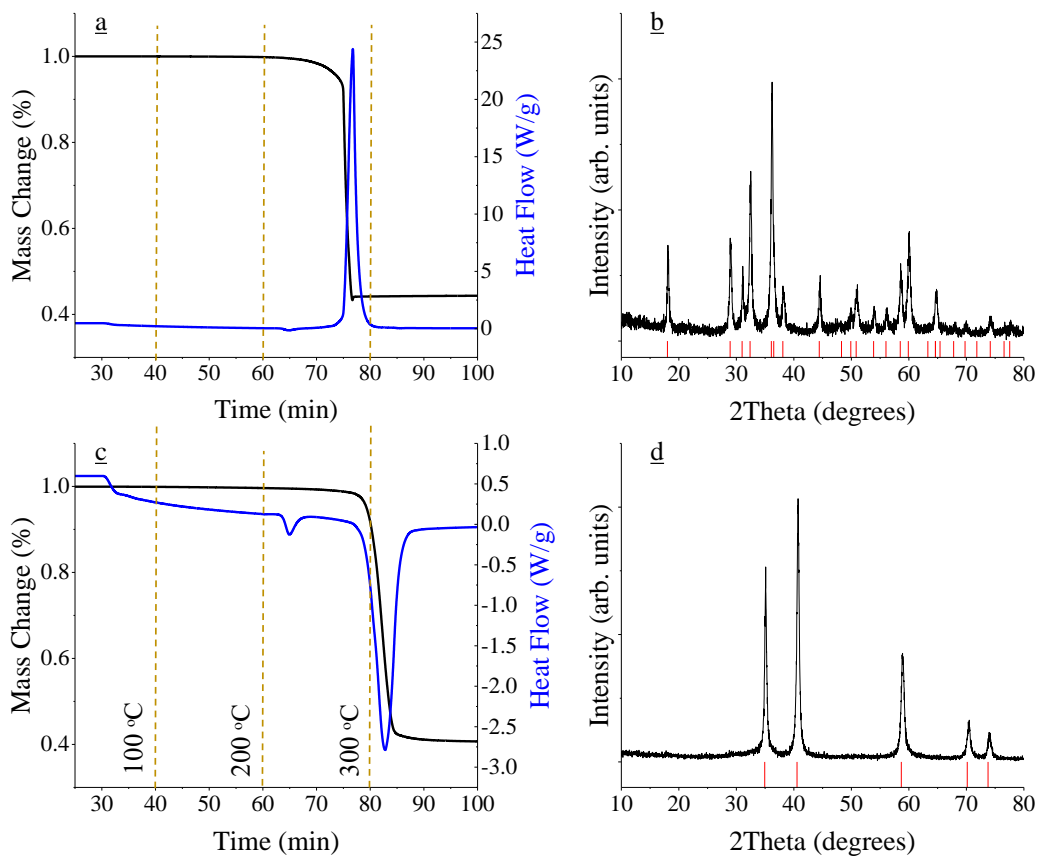 a
1.0
0.8
0.6
0.4
Mass Change (%)
25
20
15
10
5
0
Heat Flow (W/g)
30 40 50 60 70 80 90 100
Time (min)
b
Intensity (arb. units)
10 20 30 40 50 60 70 80
2Theta (degrees)
c
1.0
0.8
0.6
0.4
Mass Change (%)
100 °C
200 °C
300 °C
1.0
0.5
0.0
-0.5
-1.0
-1.5
-2.0
-2.5
-3.0
Heat Flow (W/g)
30 40 50 60 70 80 90 100
Time (min)
d
Intensity (arb. units)
10 20 30 40 50 60 70 80
2Theta (degrees)